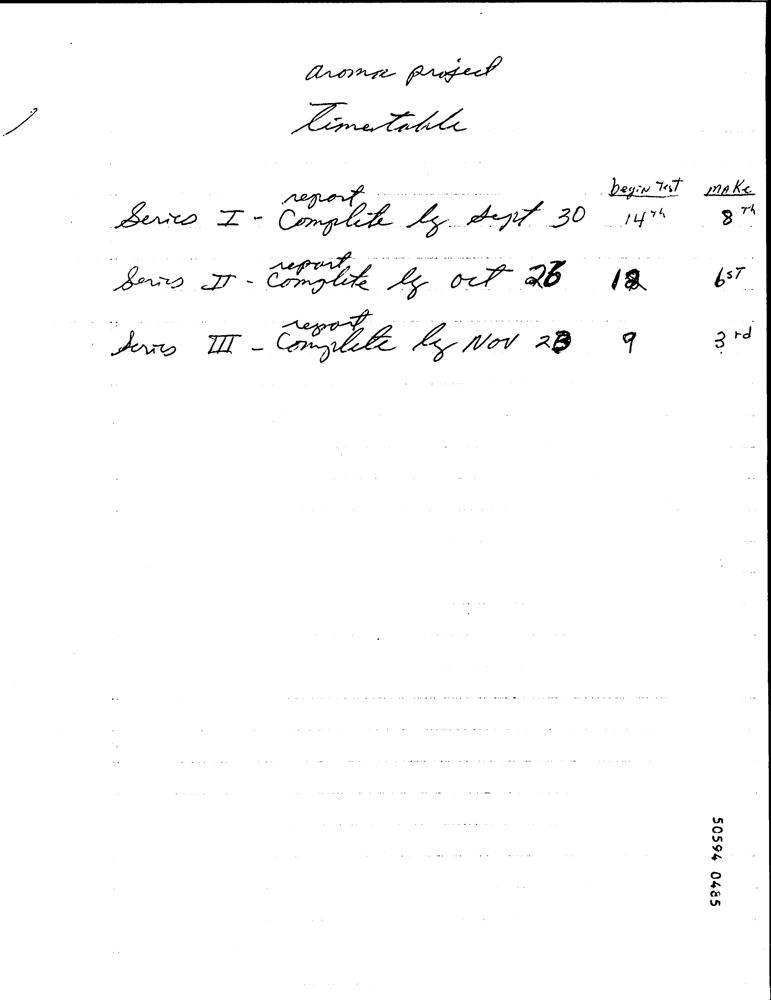 aroma project
Timetable
begin Test make
report
Series I - Complete by Sept 30 14th 8th
report
Series II - Complete by Oct 26 12 6sT
report
Series III - Complete by Nov 23 9 3rd
50594 0485